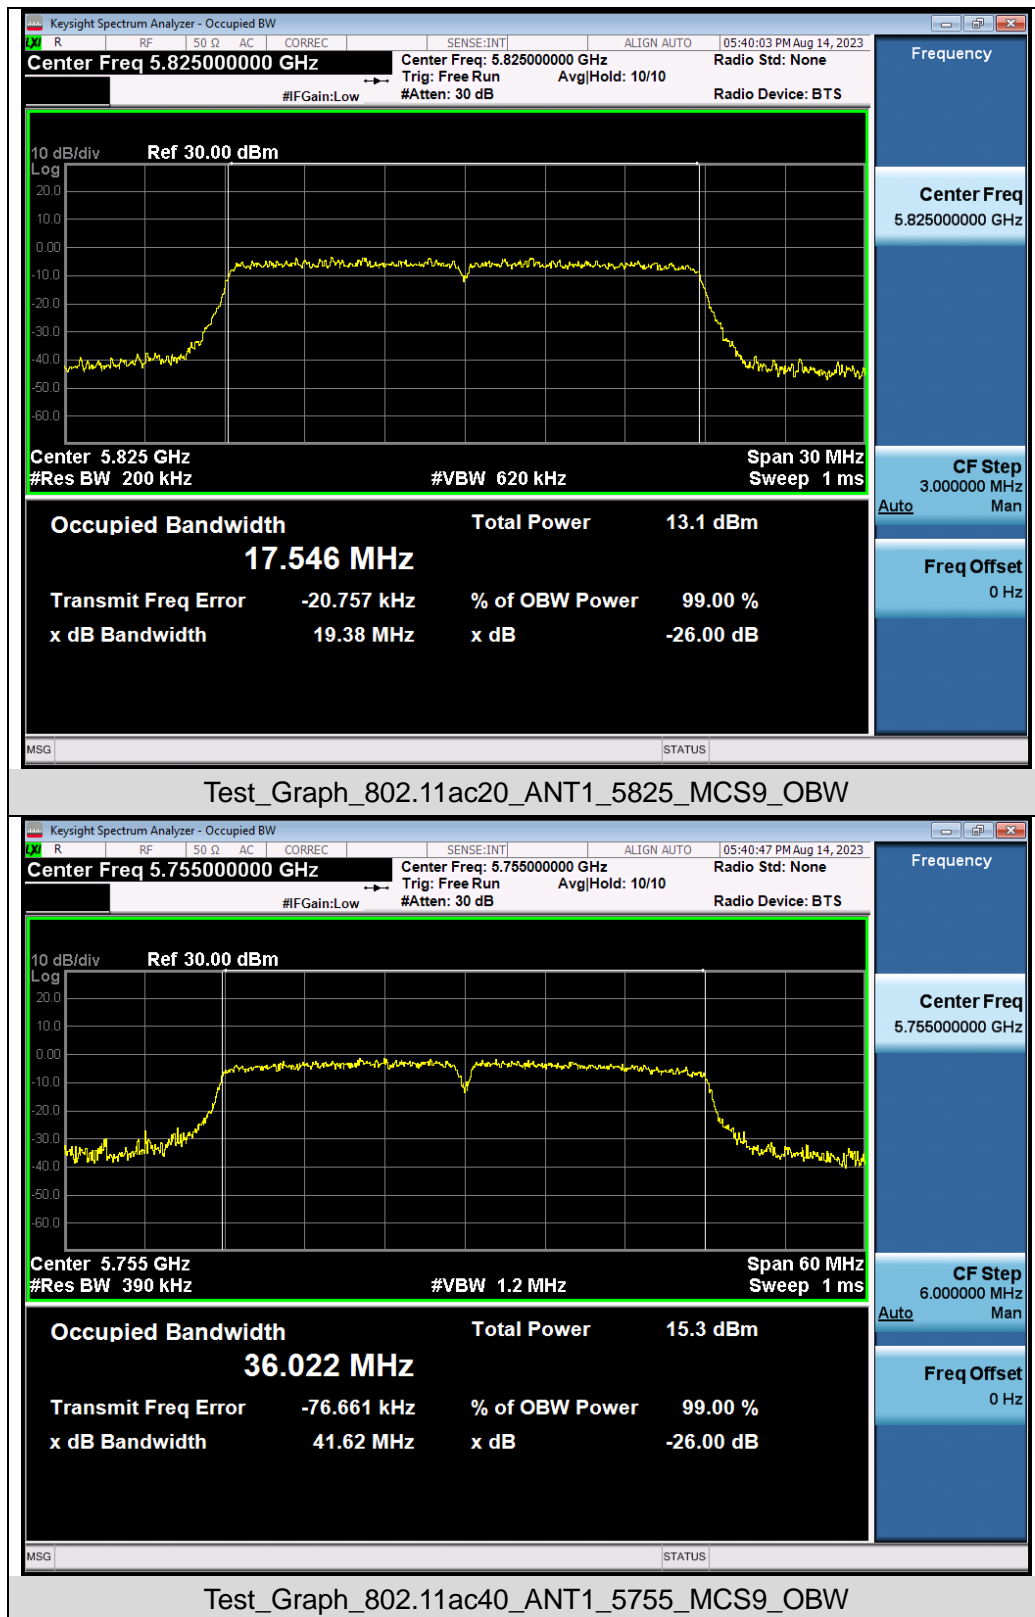 Keysight Spectrum Analyzer - Occupied BW
LXI R RF 50 Ω AC CORREC SENSE:INT ALIGN AUTO 05:40:03 PM Aug 14, 2023
Center Freq 5.825000000 GHz
Center Freq: 5.825000000 GHz
Radio Std: None
Trig: Free Run Avg|Hold: 10/10
#IFGain:Low
#Atten: 30 dB
Radio Device: BTS
Frequency
10 dB/div Ref 30.00 dBm
Log
20.0
10.0
0.00
-10.0
-20.0
-30.0
-40.0
-50.0
-60.0
Center Freq
5.825000000 GHz
Center 5.825 GHz
Span 30 MHz
#Res BW 200 kHz
#VBW 620 kHz
Sweep 1 ms
CF Step
3.000000 MHz
Auto Man
Freq Offset
0 Hz
Occupied Bandwidth
Total Power 13.1 dBm
17.546 MHz
Transmit Freq Error -20.757 kHz
% of OBW Power 99.00 %
x dB Bandwidth 19.38 MHz
x dB -26.00 dB
MSG STATUS
Test_Graph_802.11ac20_ANT1_5825_MCS9_OBW
Keysight Spectrum Analyzer - Occupied BW
LXI R RF 50 Ω AC CORREC SENSE:INT ALIGN AUTO 05:40:47 PM Aug 14, 2023
Center Freq 5.755000000 GHz
Center Freq: 5.755000000 GHz
Radio Std: None
Trig: Free Run Avg|Hold: 10/10
#IFGain:Low
#Atten: 30 dB
Radio Device: BTS
Frequency
10 dB/div Ref 30.00 dBm
Log
20.0
10.0
0.00
-10.0
-20.0
-30.0
-40.0
-50.0
-60.0
Center Freq
5.755000000 GHz
Center 5.755 GHz
Span 60 MHz
#Res BW 390 kHz
#VBW 1.2 MHz
Sweep 1 ms
CF Step
6.000000 MHz
Auto Man
Freq Offset
0 Hz
Occupied Bandwidth
Total Power 15.3 dBm
36.022 MHz
Transmit Freq Error -76.661 kHz
% of OBW Power 99.00 %
x dB Bandwidth 41.62 MHz
x dB -26.00 dB
MSG STATUS
Test_Graph_802.11ac40_ANT1_5755_MCS9_OBW